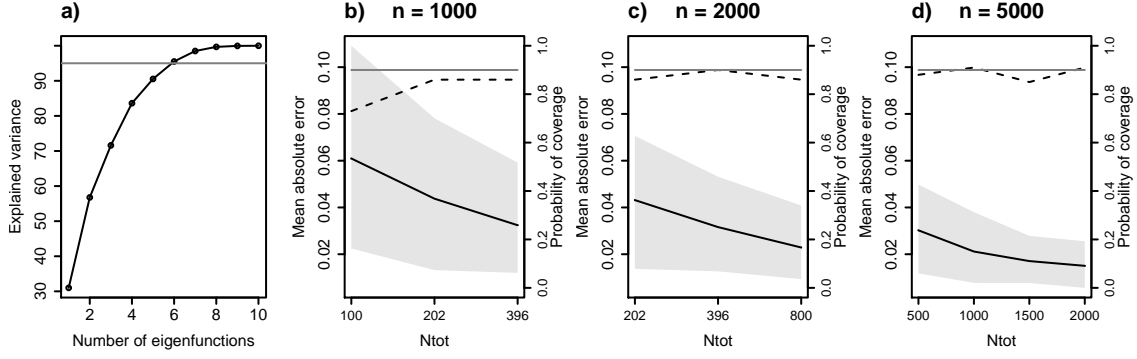 a)
b) n = 1000
c) n = 2000
d) n = 5000
Explained variance
30 40 50 60 70 80 90
2 4 6 8 10
Number of eigenfunctions
Mean absolute error
0.02 0.04 0.06 0.08 0.10
100 202 396
Ntot
0.0 0.2 0.4 0.6 0.8 1.0
Probability of coverage
Mean absolute error
0.02 0.04 0.06 0.08 0.10
202 396 800
Ntot
0.0 0.2 0.4 0.6 0.8 1.0
Probability of coverage
Mean absolute error
0.02 0.04 0.06 0.08 0.10
500 1000 1500 2000
Ntot
0.0 0.2 0.4 0.6 0.8 1.0
Probability of coverage